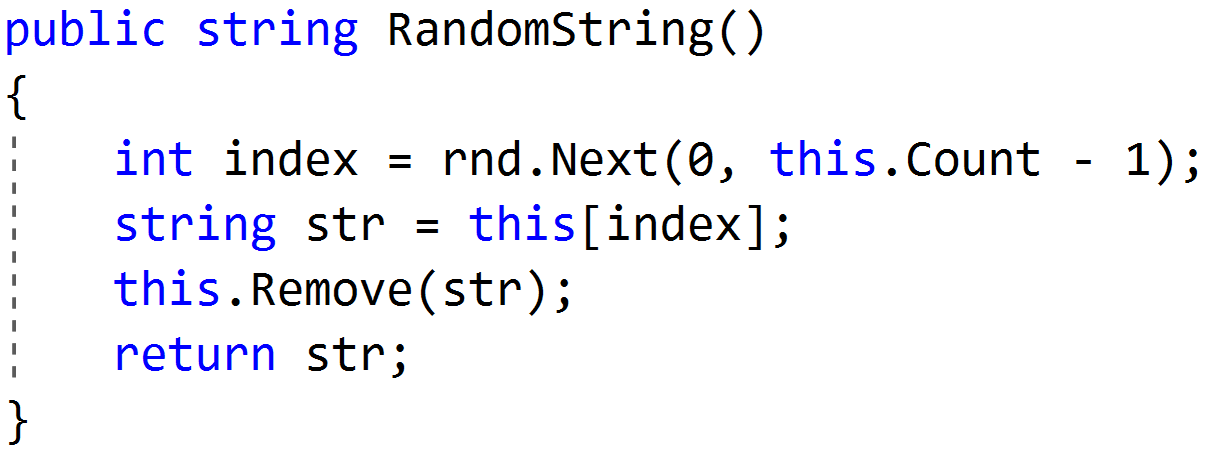 public string RandomString()
{
    int index = rnd.Next(0, this.Count - 1);
    string str = this[index];
    this.Remove(str);
    return str;
}